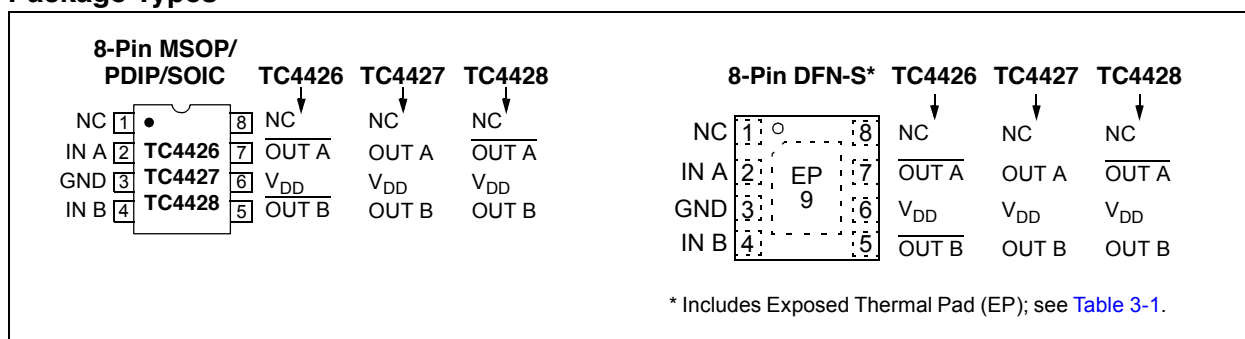 Package Types
8-Pin MSOP/
PDIP/SOIC TC4426 TC4427 TC4428
NC 1 8 NC NC NC
IN A 2 TC4426 7 OUT A OUT A OUT A
GND 3 TC4427 6 VDD VDD VDD
IN B 4 TC4428 5 OUT B OUT B OUT B
8-Pin DFN-S* TC4426 TC4427 TC4428
NC 1 8 NC NC NC
IN A 2 EP 7 OUT A OUT A OUT A
GND 3 9 6 VDD VDD VDD
IN B 4 5 OUT B OUT B OUT B
* Includes Exposed Thermal Pad (EP); see Table 3-1.